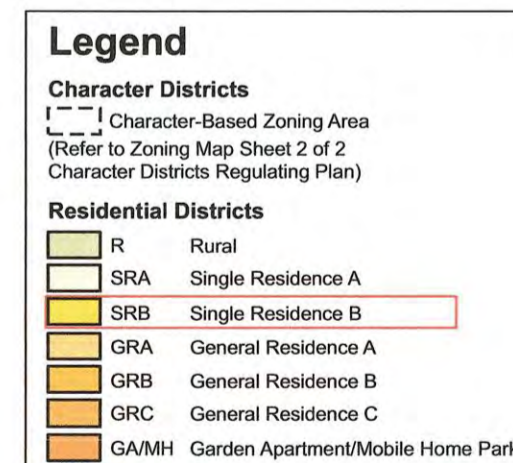 Legend
Character Districts
Character-Based Zoning Area
(Refer to Zoning Map Sheet 2 of 2
Character Districts Regulating Plan)
Residential Districts
R Rural
SRA Single Residence A
SRB Single Residence B
GRA General Residence A
GRB General Residence B
GRC General Residence C
GA/MH Garden Apartment/Mobile Home Park